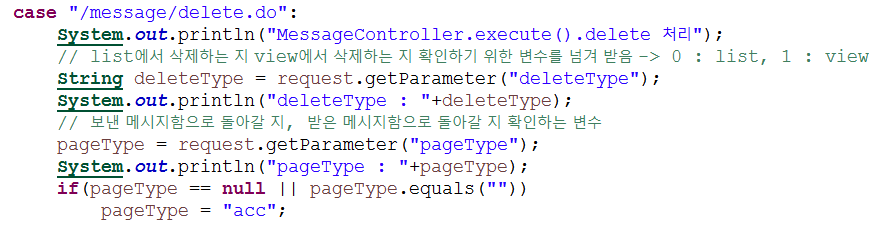 case "/message/delete.do":
System.out.println("MessageController.execute().delete 처리");
// list에서 삭제하는 지 view에서 삭제하는 지 확인하기 위한 변수를 넘겨 받음 -> 0 : list, 1 : view
String deleteType = request.getParameter("deleteType");
System.out.println("deleteType : "+deleteType);
// 보낸 메시지함으로 돌아갈 지, 받은 메시지함으로 돌아갈 지 확인하는 변수
pageType = request.getParameter("pageType");
System.out.println("pageType : "+pageType);
if(pageType == null || pageType.equals(""))
pageType = "acc";